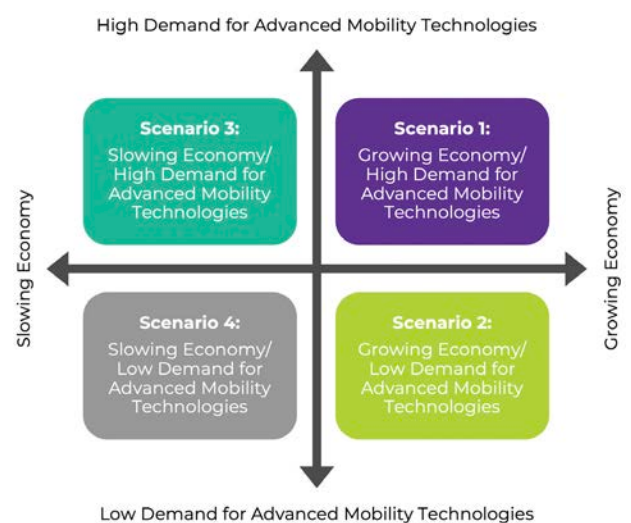 High Demand for Advanced Mobility Technologies
Scenario 3:
Slowing Economy/
High Demand for
Advanced Mobility
Technologies
Scenario 1:
Growing Economy/
High Demand for
Advanced Mobility
Technologies
Slowing Economy
Growing Economy
Scenario 4:
Slowing Economy/
Low Demand for
Advanced Mobility
Technologies
Scenario 2:
Growing Economy/
Low Demand for
Advanced Mobility
Technologies
Low Demand for Advanced Mobility Technologies